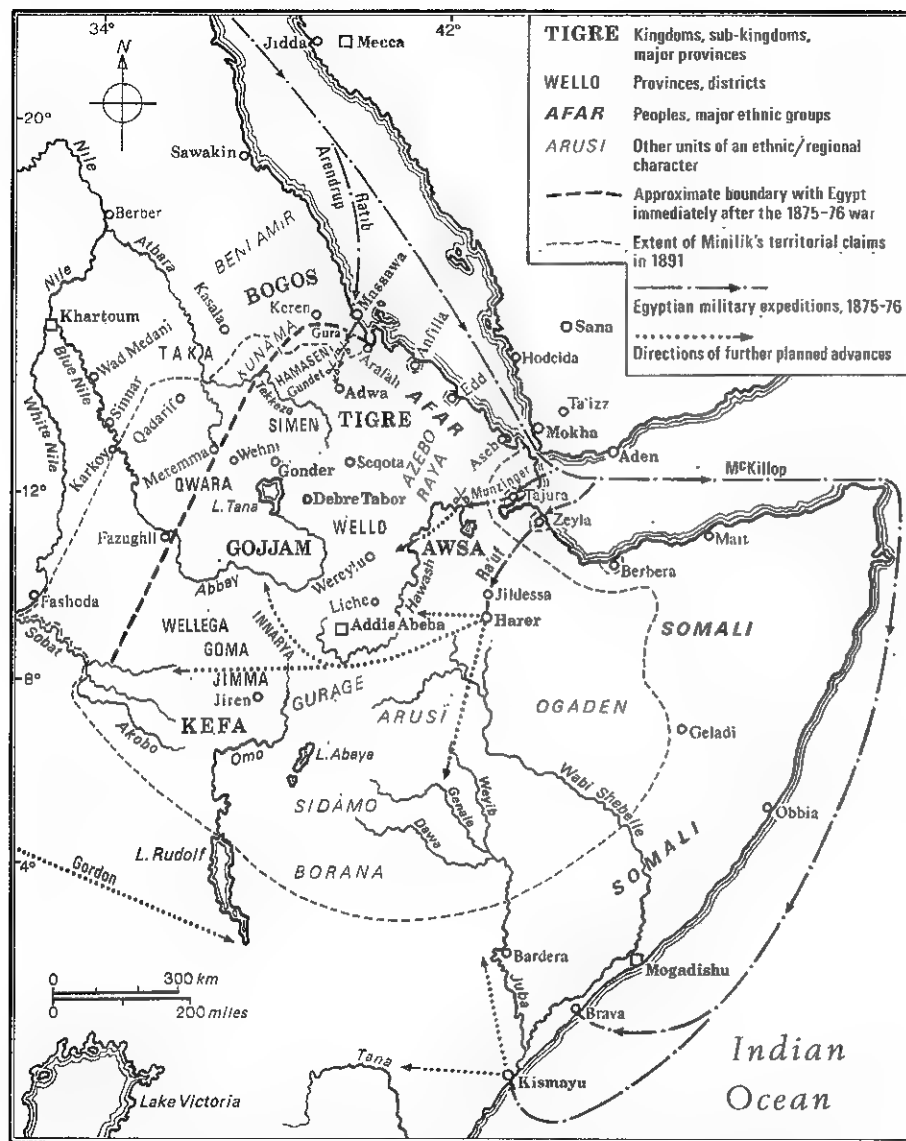 34°
42°
N
Jidda
Mecca
TIGRE Kingdoms, sub-kingdoms, major provinces
WELLO Provinces, districts
AFAR Peoples, major ethnic groups
ARUSI Other units of an ethnic/regional character
Approximate boundary with Egypt immediately after the 1875-76 war
Extent of Minilik's territorial claims in 1891
Egyptian military expeditions, 1875-76
Directions of further planned advances
20°
Nile
Sawakin
Arendrup
Ratib
Berber
Atbara
BENI AMIR
Nile
Kasala
BOGOS
Keren
Massawa
Khartoum
Gura
Sana
Wad Medani
TAKA
KUNAMA
HAMASEN
Gundet
Arafah
Anfilla
Hodeida
Blue Nile
Adwa
Edd
Ta'izz
White Nile
Sinnar
Qadarif
Tekkeze
TIGRE
AFAR
Mokha
SIMEN
Karkoy
Metemma
Wehni
Gonder
Seqota
AZEBO
RAYA
Aseb
Aden
McKillop
12°
QWARA
L. Tana
Debre Tabor
Munzinger
Tajura
Zeyla
WELLO
Fazughli
GOJJAM
AWSA
Mait
Ra'uf
Wereylu
Berbera
Abbay
Hawash
Fashoda
Liche
Jildessa
WELLEGA
INNARYA
Addis Abeba
Harer
SOMALI
Sobat
GOMA
8°
JIMMA
GURAGE
Jiren
ARUSI
OGADEN
KEFA
Geladi
Akobo
Omo
L. Abaya
Wabi Shebelle
SIDAMO
Weyib
Genale
Dawa
Obbia
L. Rudolf
4°
Gordon
BORANA
SOMALI
Bardera
Mogadishu
0 300 km
0 200 miles
Juba
Brava
Tana
Kismayu
Lake Victoria
Indian
Ocean